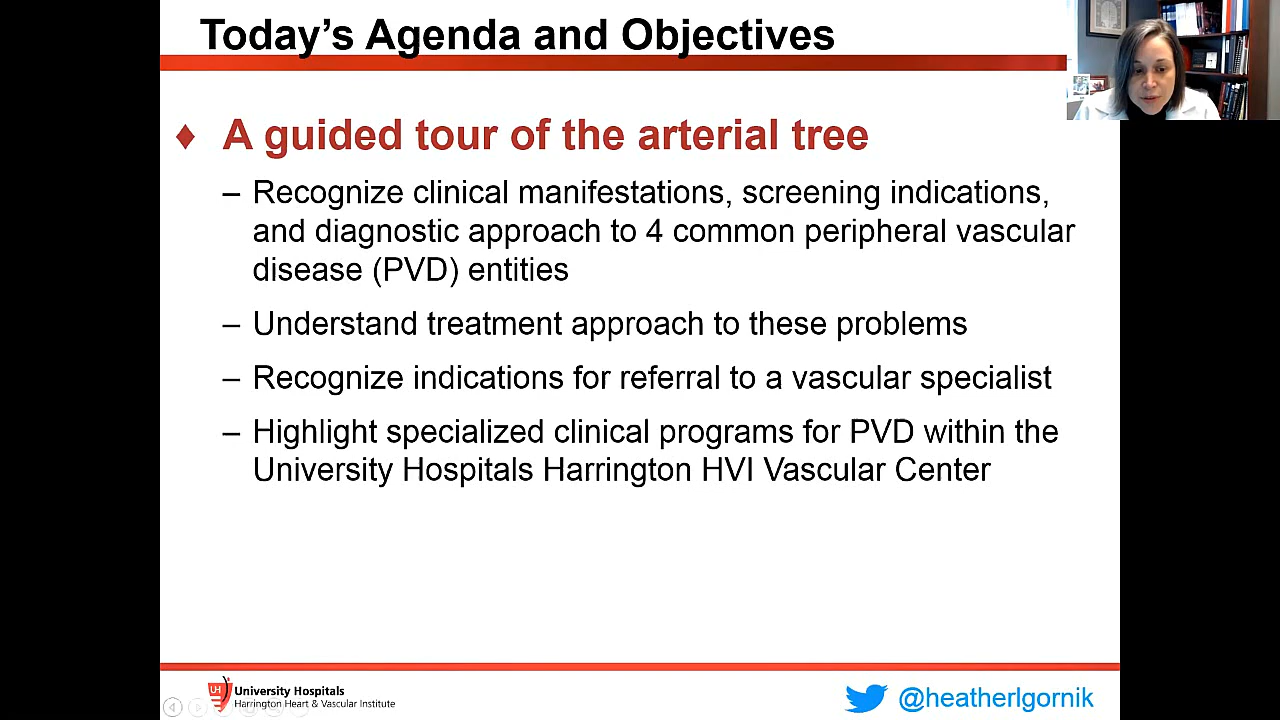 Today's Agenda and Objectives
♦ A guided tour of the arterial tree
– Recognize clinical manifestations, screening indications,
and diagnostic approach to 4 common peripheral vascular
disease (PVD) entities
– Understand treatment approach to these problems
– Recognize indications for referral to a vascular specialist
– Highlight specialized clinical programs for PVD within the
University Hospitals Harrington HVI Vascular Center
UH
University Hospitals
Harrington Heart & Vascular Institute
@heatherlgornik